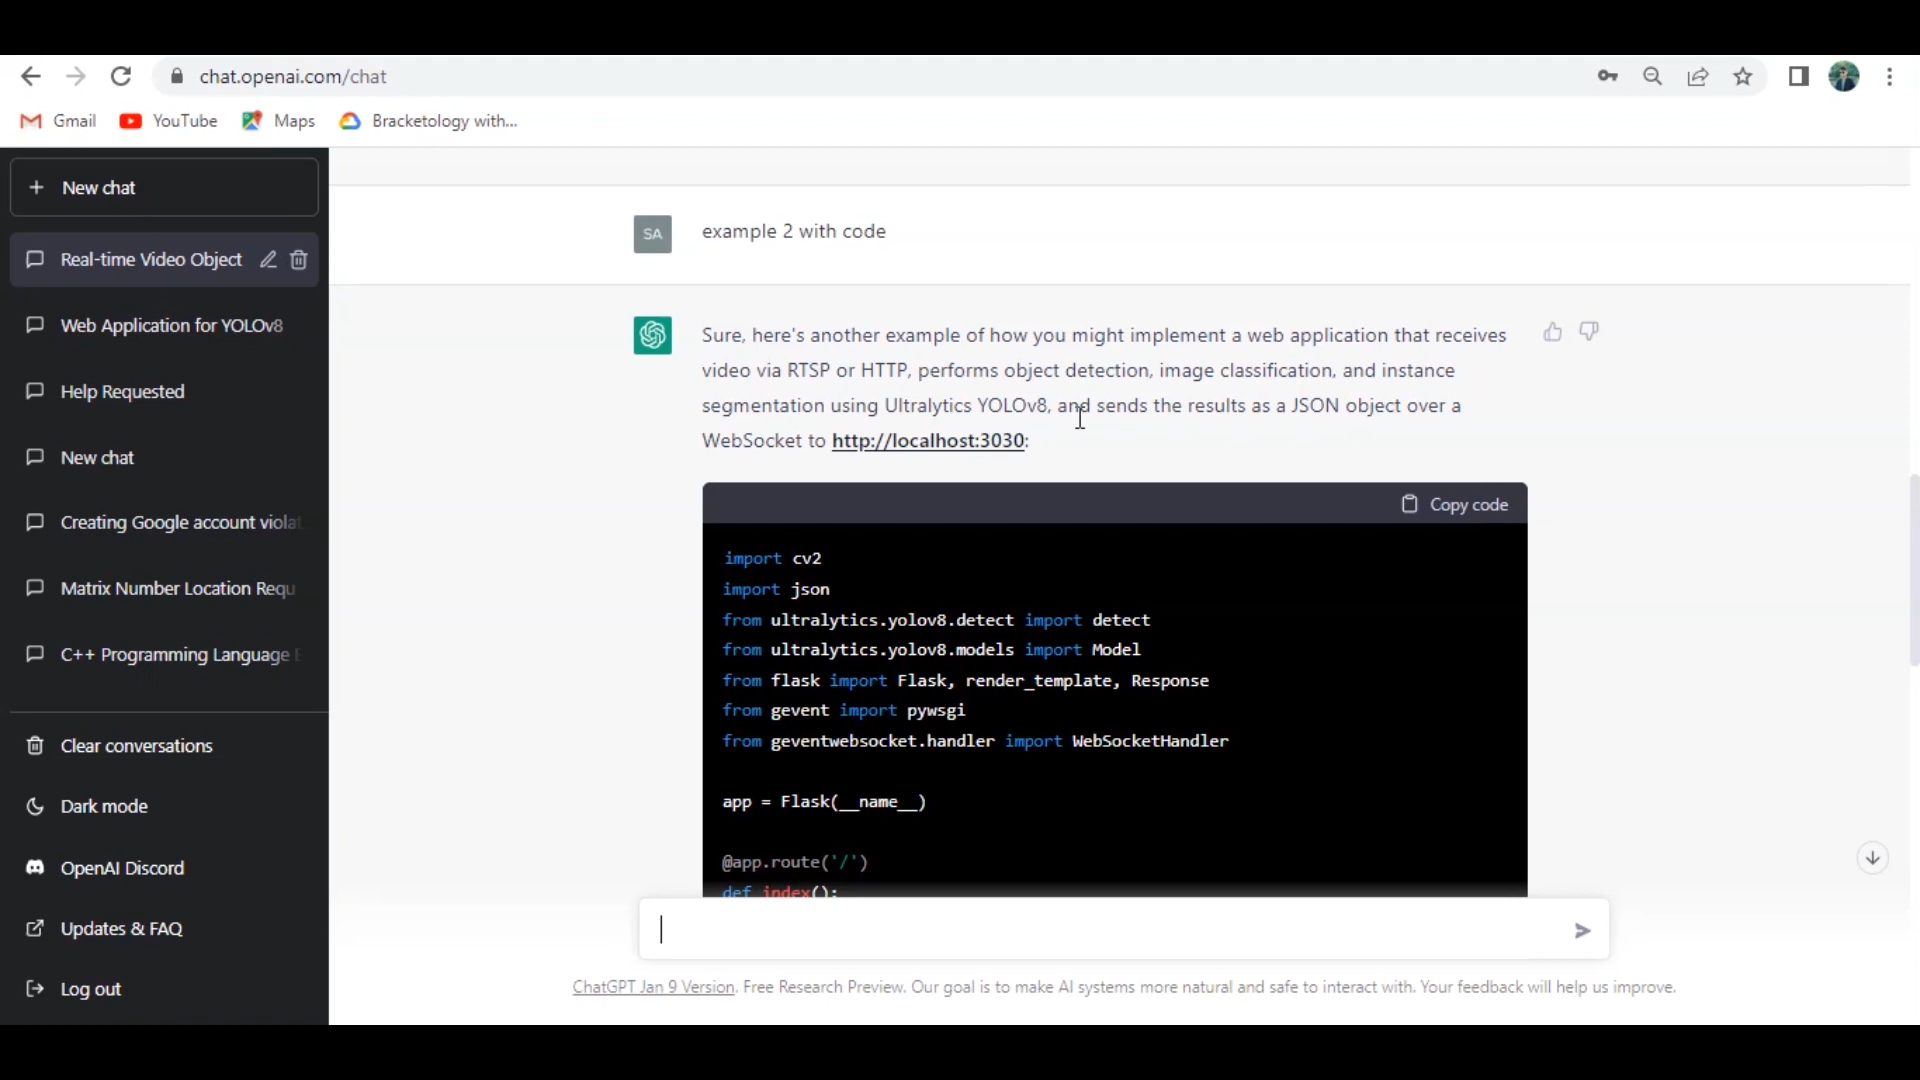 chat.openai.com/chat
Gmail YouTube Maps Bracketology with...
New chat
Real-time Video Object
Web Application for YOLOv8
Help Requested
New chat
Creating Google account violat
Matrix Number Location Requ
C++ Programming Language E
Clear conversations
Dark mode
OpenAI Discord
Updates & FAQ
Log out
SA
example 2 with code
Sure, here's another example of how you might implement a web application that receives
video via RTSP or HTTP, performs object detection, image classification, and instance
segmentation using Ultralytics YOLOv8, and sends the results as a JSON object over a
WebSocket to http://localhost:3030:
Copy code
import cv2
import json
from ultralytics.yolov8.detect import detect
from ultralytics.yolov8.models import Model
from flask import Flask, render_template, Response
from gevent import pywsgi
from geventwebsocket.handler import WebSocketHandler
app = Flask(__name__)
@app.route('/')
def index():
ChatGPT Jan 9 Version. Free Research Preview. Our goal is to make AI systems more natural and safe to interact with. Your feedback will help us improve.